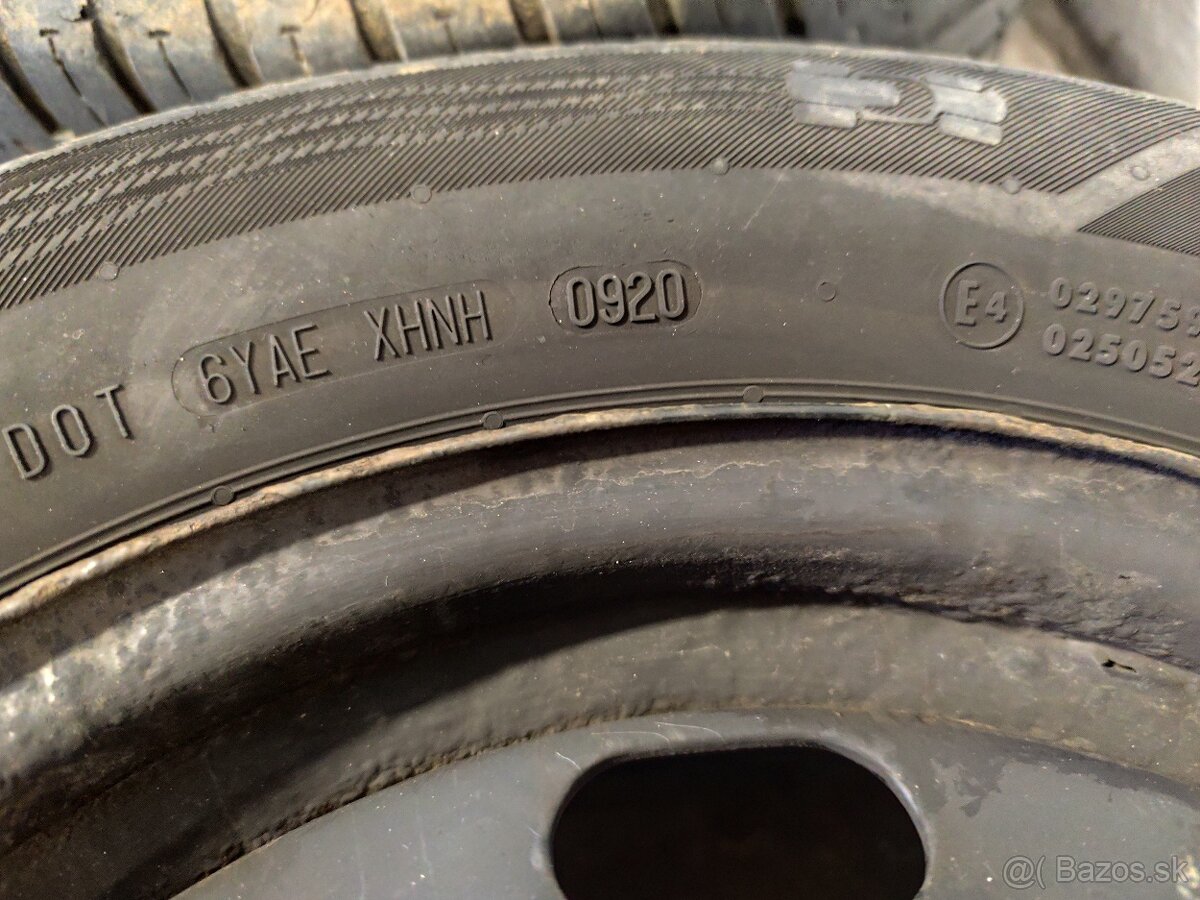 DOT 6YAE XHNH 0920 E4 029759
025052
@( Bazos.sk